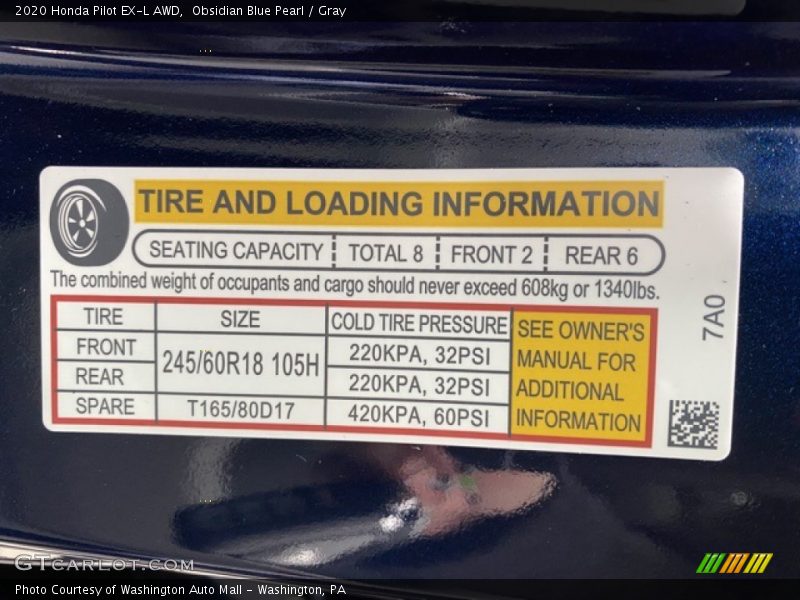 2020 Honda Pilot EX-L AWD, Obsidian Blue Pearl / Gray
TIRE AND LOADING INFORMATION
SEATING CAPACITY TOTAL 8 FRONT 2 REAR 6
The combined weight of occupants and cargo should never exceed 608kg or 1340lbs.
TIRE SIZE COLD TIRE PRESSURE
FRONT 245/60R18 105H 220KPA, 32PSI
REAR 220KPA, 32PSI
SPARE T165/80D17 420KPA, 60PSI
SEE OWNER'S
MANUAL FOR
ADDITIONAL
INFORMATION
7A0
GTCARLOT.COM
Photo Courtesy of Washington Auto Mall - Washington, PA